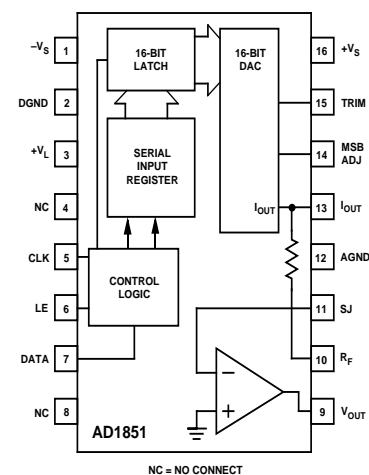 –VS 1
DGND 2
+VL 3
NC 4
CLK 5
LE 6
DATA 7
NC 8
16-BIT
LATCH
16-BIT
DAC
SERIAL
INPUT
REGISTER
CONTROL
LOGIC
IOUT
–
+
AD1851
16 +VS
15 TRIM
14 MSB
ADJ
13 IOUT
12 AGND
11 SJ
10 RF
9 VOUT
NC = NO CONNECT